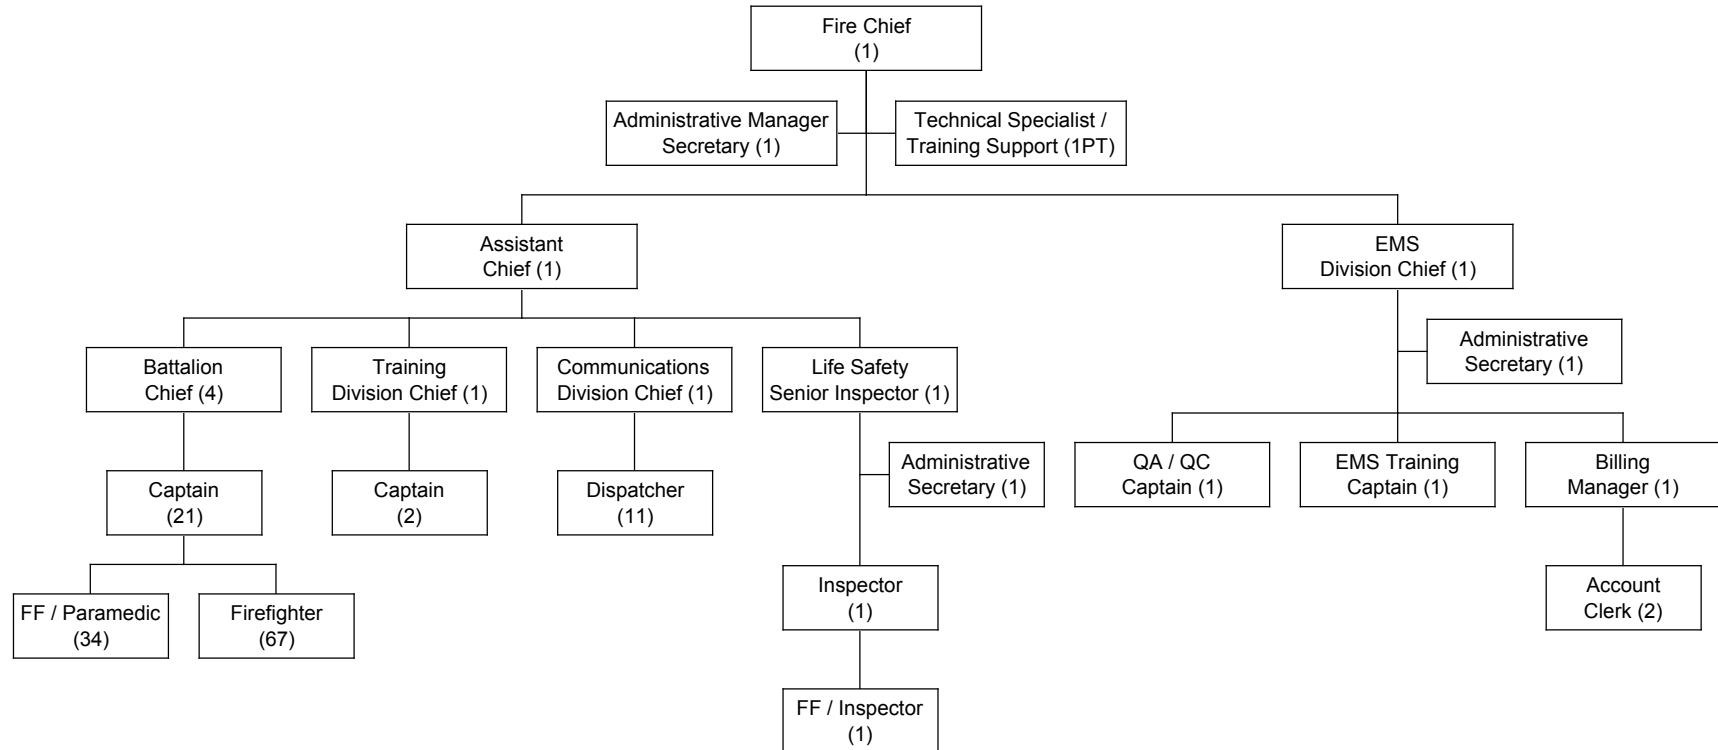 Fire Chief
(1)
Administrative Manager
Secretary (1)
Technical Specialist /
Training Support (1PT)
Assistant
Chief (1)
EMS
Division Chief (1)
Administrative
Secretary (1)
Battalion
Chief (4)
Training
Division Chief (1)
Communications
Division Chief (1)
Life Safety
Senior Inspector (1)
Captain
(21)
Captain
(2)
Dispatcher
(11)
Administrative
Secretary (1)
QA / QC
Captain (1)
EMS Training
Captain (1)
Billing
Manager (1)
FF / Paramedic
(34)
Firefighter
(67)
Inspector
(1)
Account
Clerk (2)
FF / Inspector
(1)